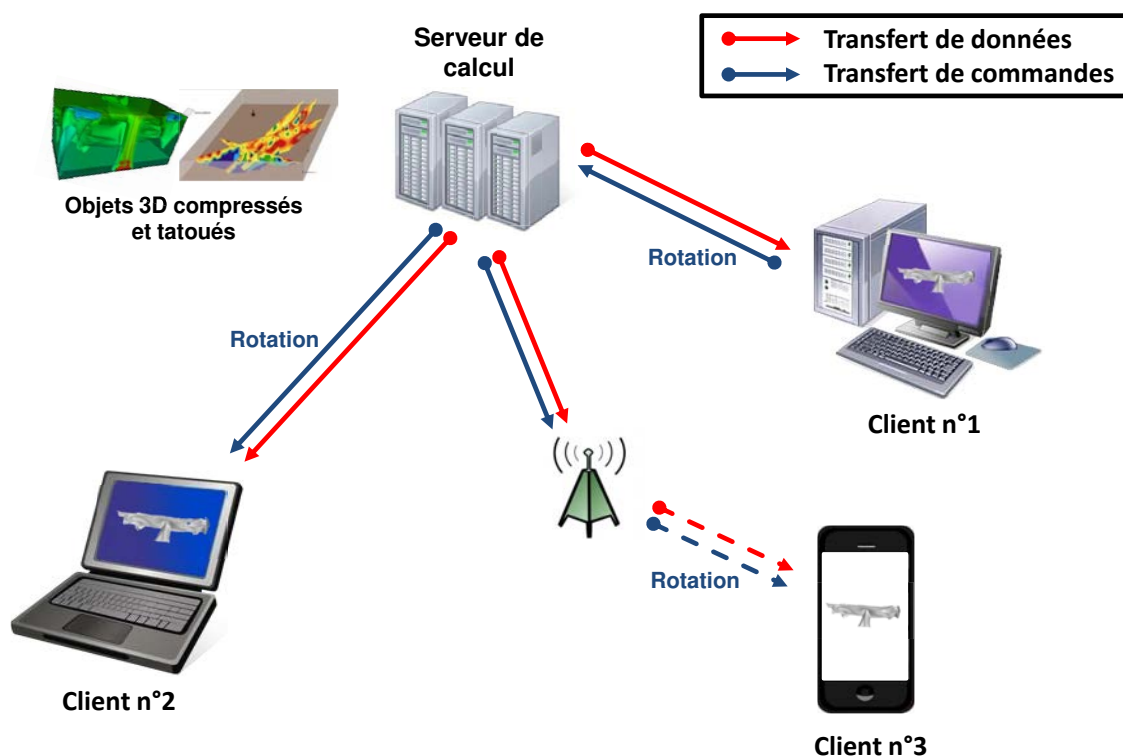 Serveur de
calcul
Transfert de données
Transfert de commandes
Objets 3D compressés
et tatoués
Rotation
Rotation
Client n°1
Rotation
Client n°2
Client n°3